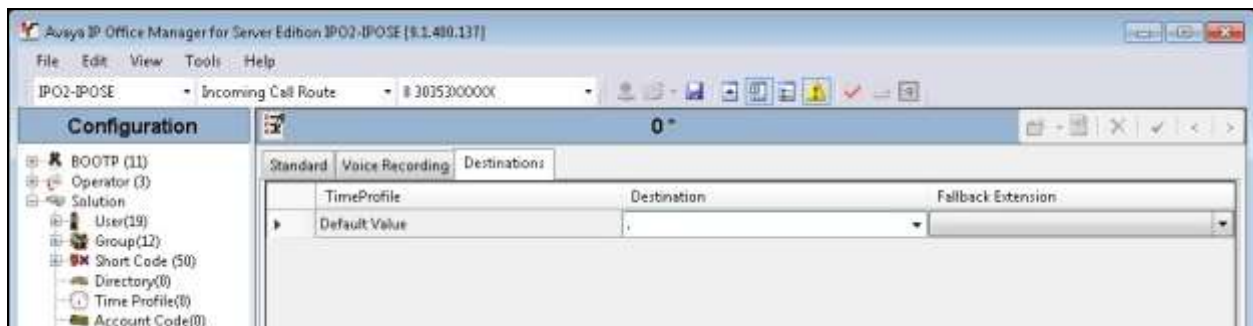 Avaya IP Office Manager for Server Edition IPO2-IPOSE [9.1.400.137]
File Edit View Tools Help
IPO2-IPOSE Incoming Call Route 8 30353XXXXX
Configuration 0 *
BOOTP (11)
Operator (3)
Solution
User(19)
Group(12)
Short Code (50)
Directory(0)
Time Profile(0)
Account Code(0)
Standard Voice Recording Destinations
TimeProfile Destination Fallback Extension
Default Value .